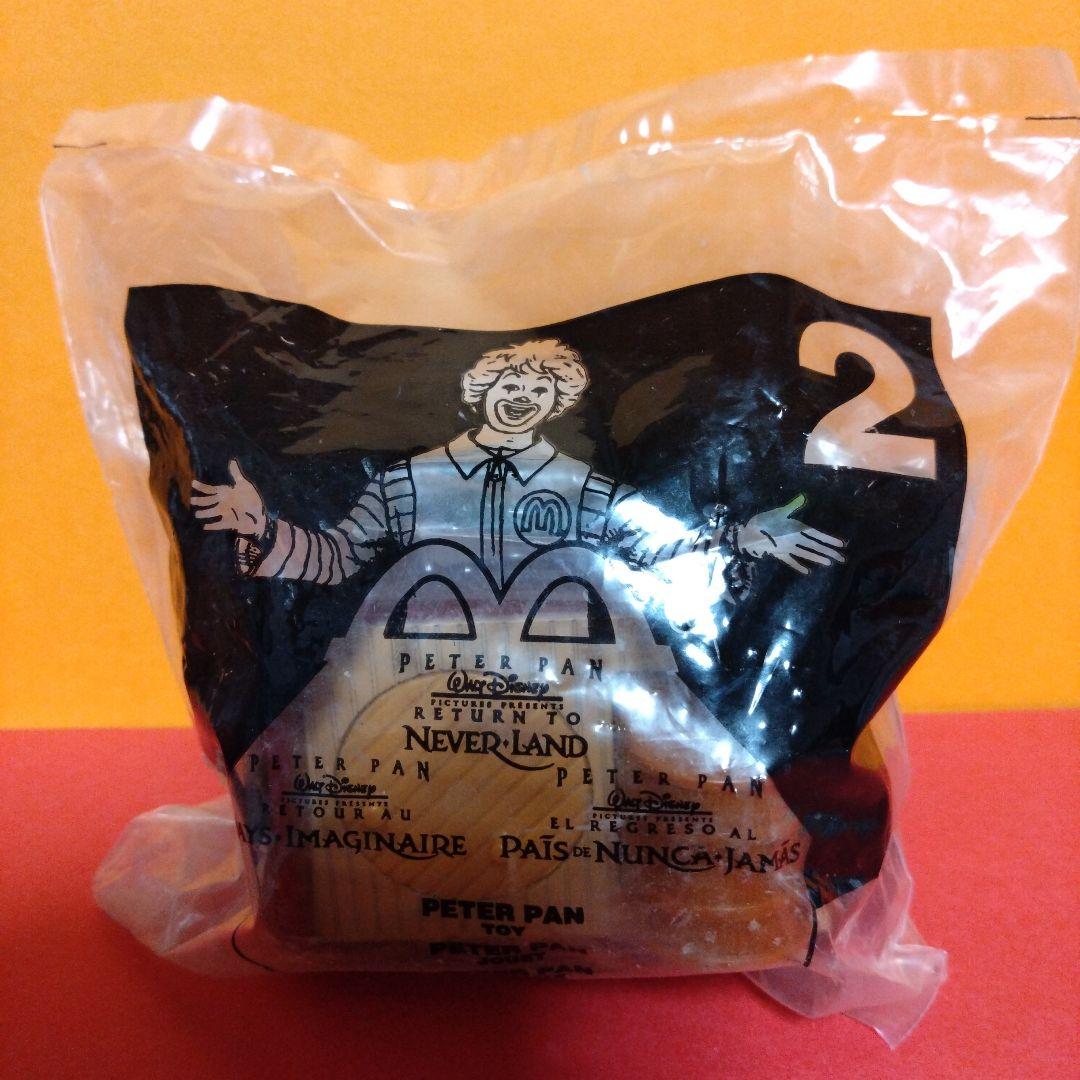 2
M
PETER PAN
WALT DISNEY
PICTURES PRESENTS
RETURN TO
NEVER·LAND
PETER PAN
WALT DISNEY
PICTURES PRESENTS
RETOUR AU
PAYS·IMAGINAIRE
PETER PAN
WALT DISNEY
PICTURES PRESENTS
EL REGRESO AL
PAÍS DE NUNCA·JAMÁS
PETER PAN
TOY
PETER PAN
JOUET
PAN